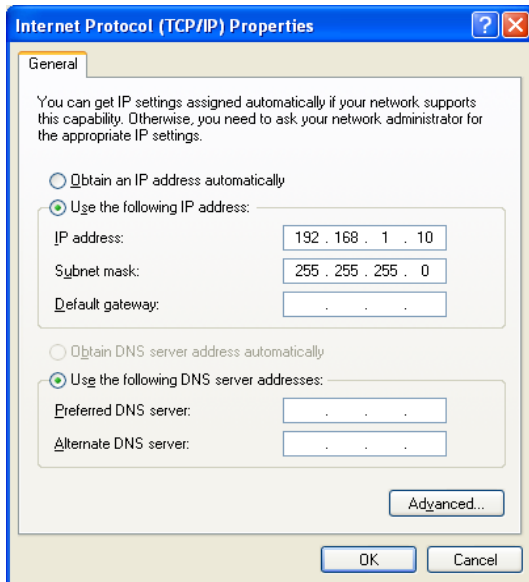 Internet Protocol (TCP/IP) Properties
General
You can get IP settings assigned automatically if your network supports
this capability. Otherwise, you need to ask your network administrator for
the appropriate IP settings.
Obtain an IP address automatically
Use the following IP address:
IP address: 192 . 168 . 1 . 10
Subnet mask: 255 . 255 . 255 . 0
Default gateway: . . .
Obtain DNS server address automatically
Use the following DNS server addresses:
Preferred DNS server: . . .
Alternate DNS server: . . .
Advanced...
OK Cancel